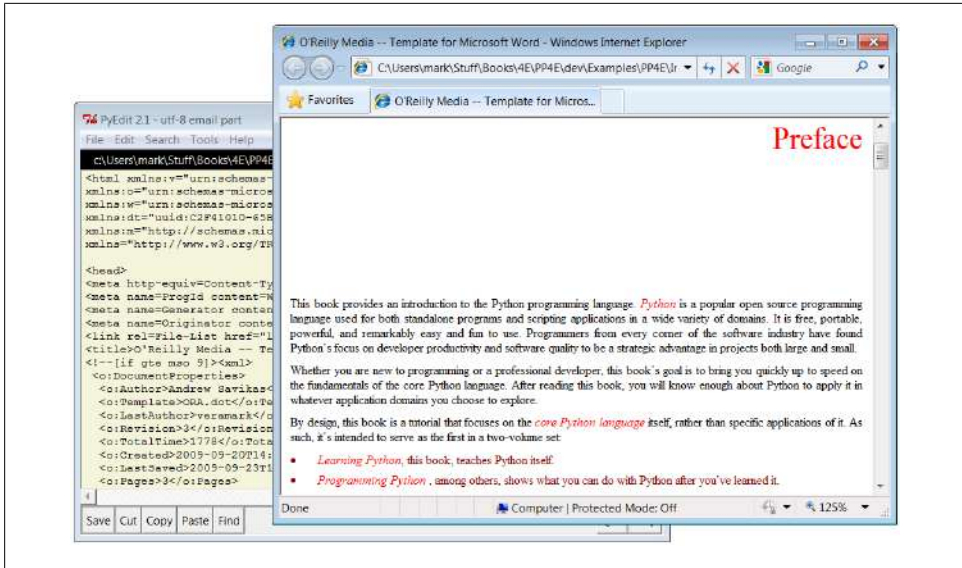 O'Reilly Media -- Template for Microsoft Word - Windows Internet Explorer
C:\Users\mark\Stuff\Books\4E\PP4E\dev\Examples\PP4E\Ir
Google
Favorites
O'Reilly Media -- Template for Micros...
Preface
This book provides an introduction to the Python programming language. Python is a popular open source programming
language used for both standalone programs and scripting applications in a wide variety of domains. It is free, portable,
powerful, and remarkably easy and fun to use. Programmers from every corner of the software industry have found
Python's focus on developer productivity and software quality to be a strategic advantage in projects both large and small.
Whether you are new to programming or a professional developer, this book's goal is to bring you quickly up to speed on
the fundamentals of the core Python language. After reading this book, you will know enough about Python to apply it in
whatever application domains you choose to explore.
By design, this book is a tutorial that focuses on the core Python language itself, rather than specific applications of it. As
such, it's intended to serve as the first in a two-volume set:
• Learning Python, this book, teaches Python itself.
• Programming Python , among others, shows what you can do with Python after you've learned it.
Done
Computer | Protected Mode: Off
125%
PyEdit 2.1 - utf-8 email part
File Edit Search Tools Help
c:\Users\mark\Stuff\Books\4E\PP4E
<html xmlns:v="urn:schemas-
xmlns:o="urn:schemas-micros
xmlns:w="urn:schemas-micros
xmlns:dt="uuid:C2F41010-65B
xmlns:m="http://schemas.mic
xmlns="http://www.w3.org/TR
<head>
<meta http-equiv=Content-Ty
<meta name=ProgId content=W
<meta name=Generator conten
<meta name=Originator conte
<link rel=File-List href="l
<title>O'Reilly Media -- Te
<!--[if gte mso 9]><xml>
<o:DocumentProperties>
<o:Author>Andrew Savikas<
<o:Template>ORA.dot</o:Te
<o:LastAuthor>veramark</o
<o:Revision>3</o:Revision
<o:TotalTime>1778</o:Tota
<o:Created>2009-09-20T14:
<o:LastSaved>2009-09-23T1
<o:Pages>3</o:Pages>
Save Cut Copy Paste Find